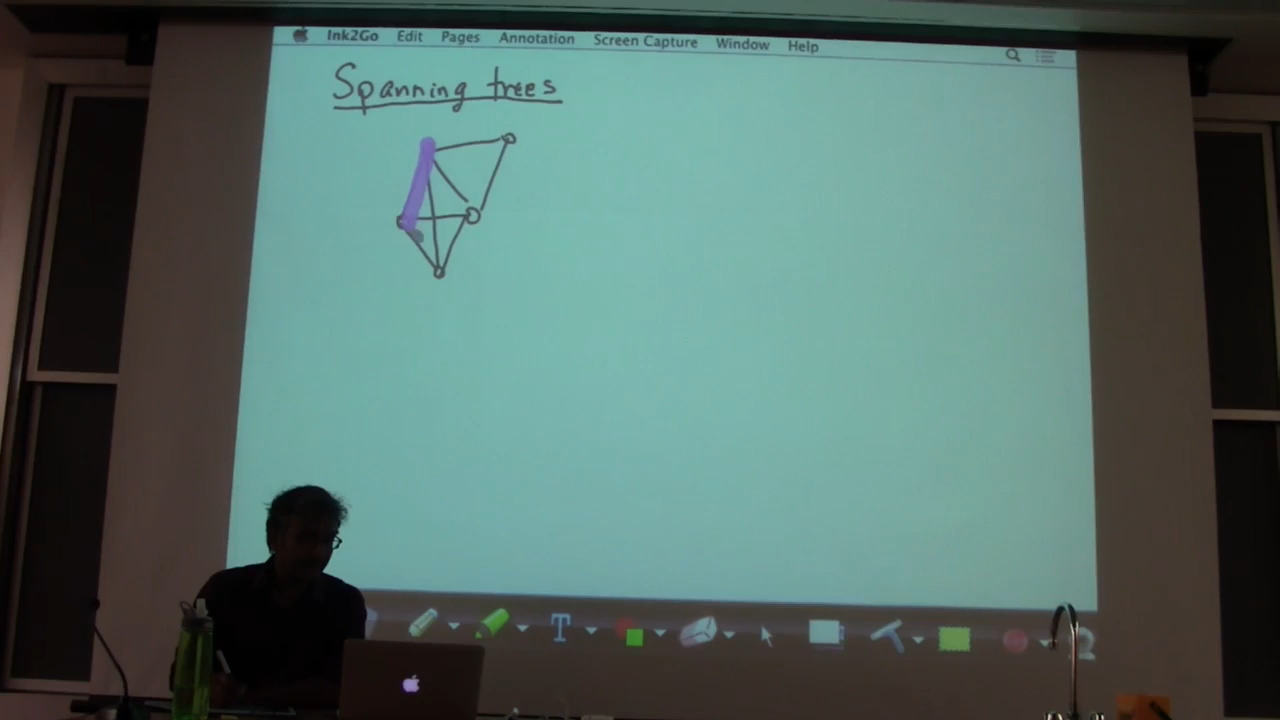 Ink2Go Edit Pages Annotation Screen Capture Window Help
Spanning trees
T